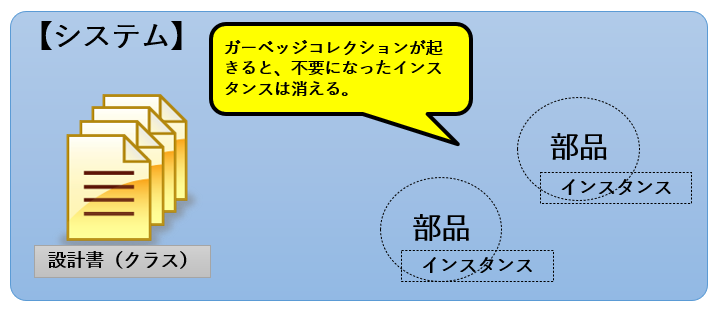 【システム】
ガーベッジコレクションが起
きると、不要になったインス
タンスは消える。
部品
インスタンス
部品
インスタンス
設計書（クラス）